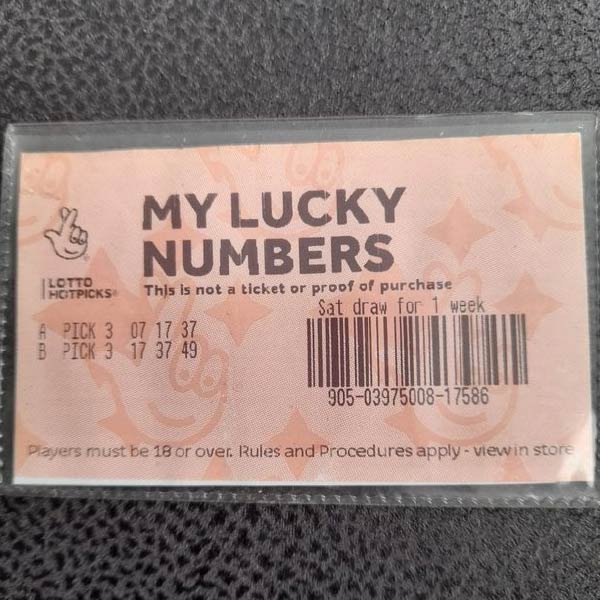 MY LUCKY
NUMBERS
LOTTO
HOTPICKS
This is not a ticket or proof of purchase
Sat draw for 1 week
A PICK 3 07 17 37
B PICK 3 17 37 49
905-03975008-17586
Players must be 18 or over. Rules and Procedures apply - view in store